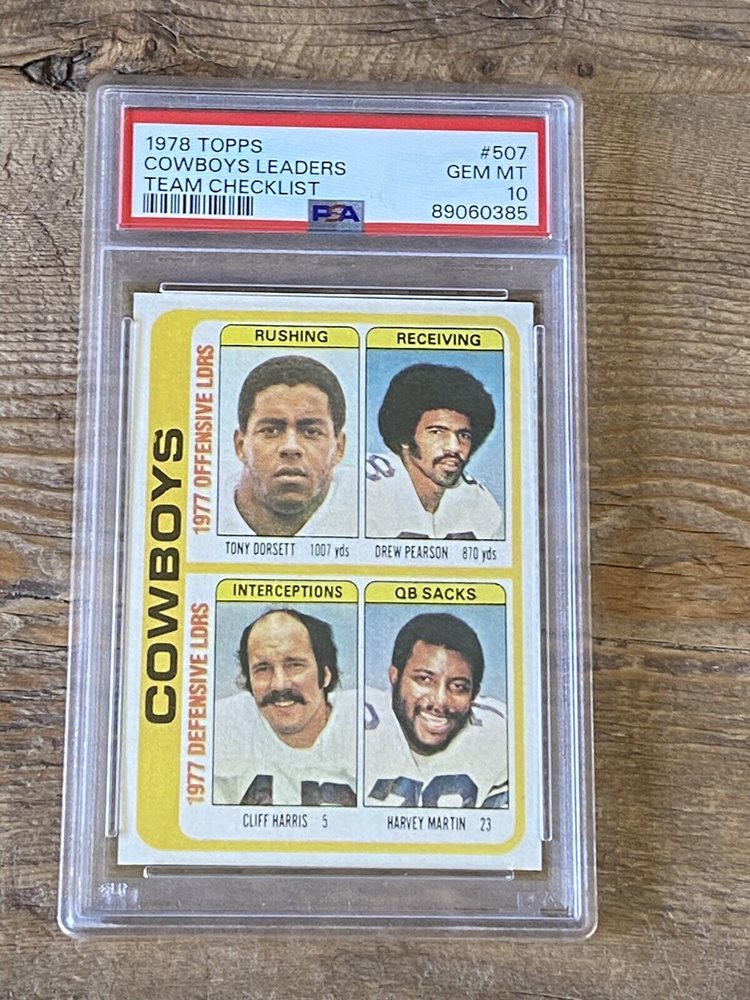 1978 TOPPS #507
COWBOYS LEADERS GEM MT
TEAM CHECKLIST 10
PSA 89060385
COWBOYS
1977 OFFENSIVE LDRS
RUSHING
TONY DORSETT 1007 yds
RECEIVING
DREW PEARSON 870 yds
1977 DEFENSIVE LDRS
INTERCEPTIONS
CLIFF HARRIS 5
QB SACKS
HARVEY MARTIN 23